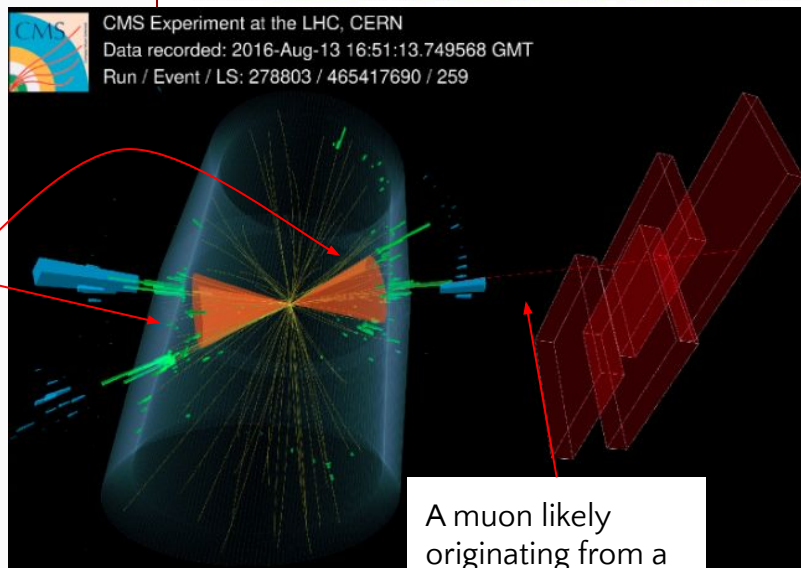 CMS
CMS Experiment at the LHC, CERN
Data recorded: 2016-Aug-13 16:51:13.749568 GMT
Run / Event / LS: 278803 / 465417690 / 259
A muon likely
originating from a